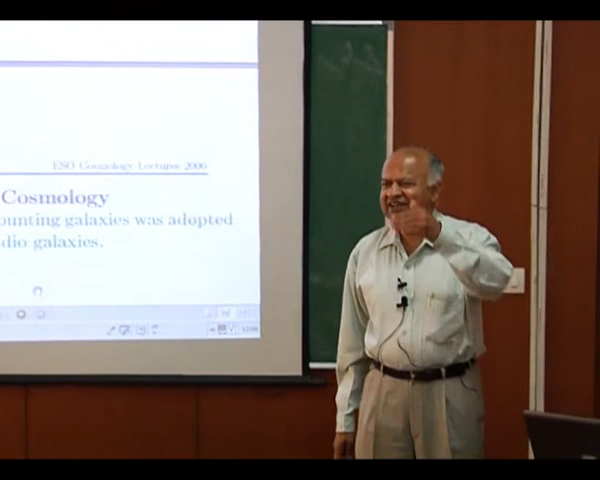 ESO Cosmology Lectures 2006
Cosmology
ounting galaxies was adopted
dio galaxies.